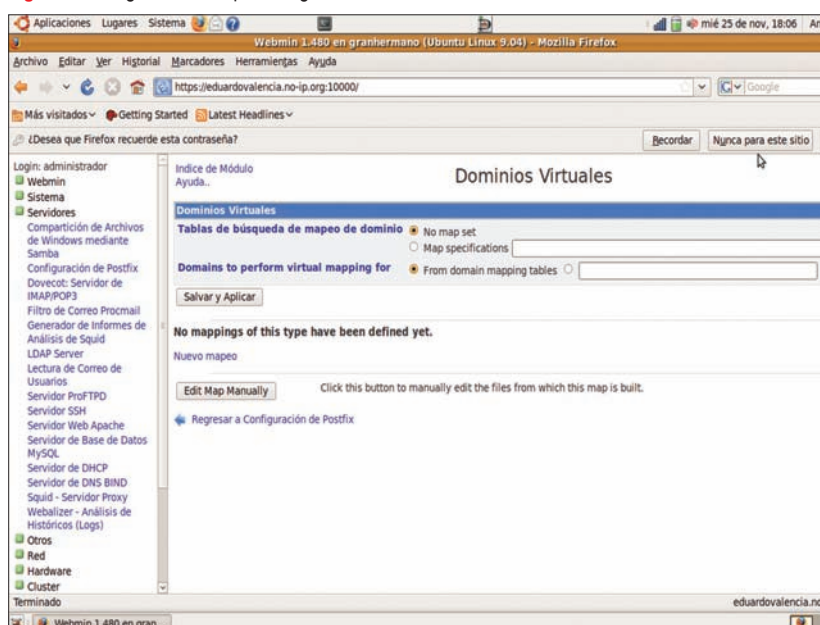 Aplicaciones Lugares Sistema mié 25 de nov, 18:06
Webmin 1.480 en granhermano (Ubuntu Linux 9.04) - Mozilla Firefox
Archivo Editar Ver Historial Marcadores Herramientas Ayuda
https://eduardovalencia.no-ip.org:10000/ Google
Más visitados Getting Started Latest Headlines
¿Desea que Firefox recuerde esta contraseña? Recordar Nunca para este sitio
Login: administrador
Webmin
Sistema
Servidores
Compartición de Archivos
de Windows mediante
Samba
Configuración de Postfix
Dovecot: Servidor de
IMAP/POP3
Filtro de Correo Procmail
Generador de Informes de
Análisis de Squid
LDAP Server
Lectura de Correo de
Usuarios
Servidor ProFTPD
Servidor SSH
Servidor Web Apache
Servidor de Base de Datos
MySQL
Servidor de DHCP
Servidor de DNS BIND
Squid - Servidor Proxy
Webalizer - Análisis de
Históricos (Logs)
Otros
Red
Hardware
Cluster
Indice de Módulo
Ayuda..
Dominios Virtuales
Dominios Virtuales
Tablas de búsqueda de mapeo de dominio No map set
Map specifications
Domains to perform virtual mapping for From domain mapping tables
Salvar y Aplicar
No mappings of this type have been defined yet.
Nuevo mapeo
Edit Map Manually Click this button to manually edit the files from which this map is built.
Regresar a Configuración de Postfix
Terminado eduardovalencia.no
Webmin 1.480 en gran